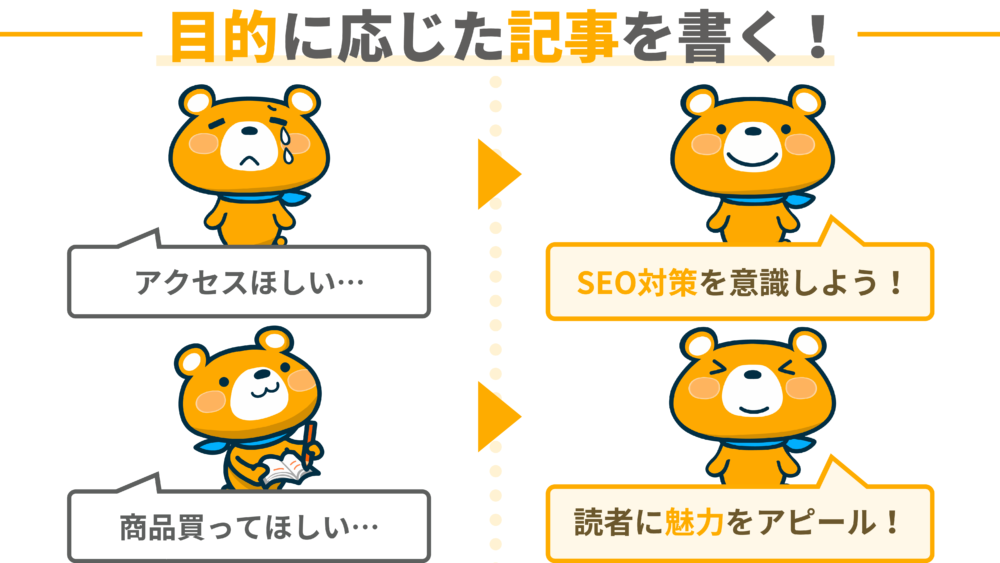 目的に応じた記事を書く！
アクセスほしい…
SEO対策を意識しよう！
商品買ってほしい…
読者に魅力をアピール！